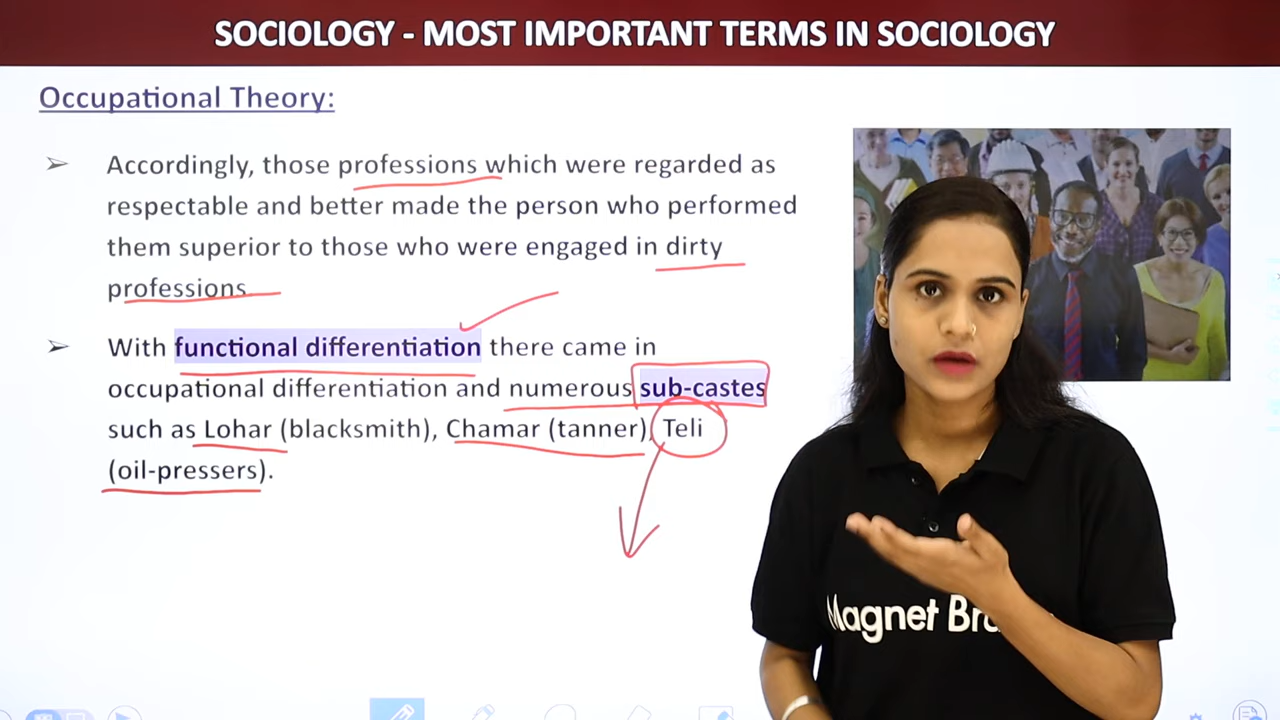 SOCIOLOGY - MOST IMPORTANT TERMS IN SOCIOLOGY
Occupational Theory:
➢ Accordingly, those professions which were regarded as
respectable and better made the person who performed
them superior to those who were engaged in dirty
professions
➢ With functional differentiation there came in
occupational differentiation and numerous sub-castes
such as Lohar (blacksmith), Chamar (tanner), Teli
(oil-pressers).
Magnet